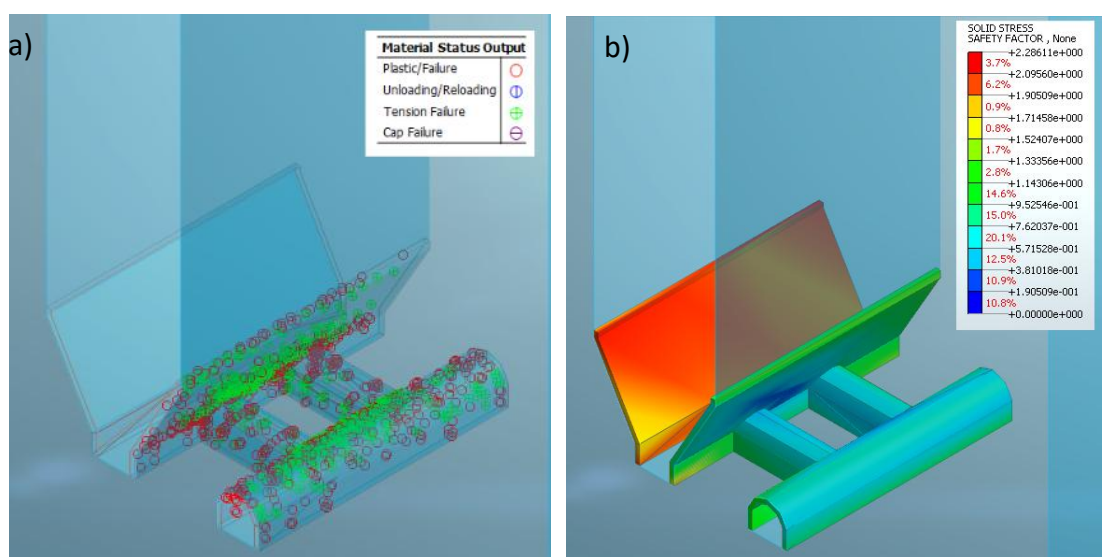 a)
Material Status Output
Plastic/Failure
Unloading/Reloading
Tension Failure
Cap Failure
b)
SOLID STRESS
SAFETY FACTOR , None
+2.28611e+000
3.7%
+2.09560e+000
6.2%
+1.90509e+000
0.9%
+1.71458e+000
0.8%
+1.52407e+000
1.7%
+1.33356e+000
2.8%
+1.14306e+000
14.6%
+9.52546e-001
15.0%
+7.62037e-001
20.1%
+5.71528e-001
12.5%
+3.81018e-001
10.9%
+1.90509e-001
10.8%
+0.00000e+000